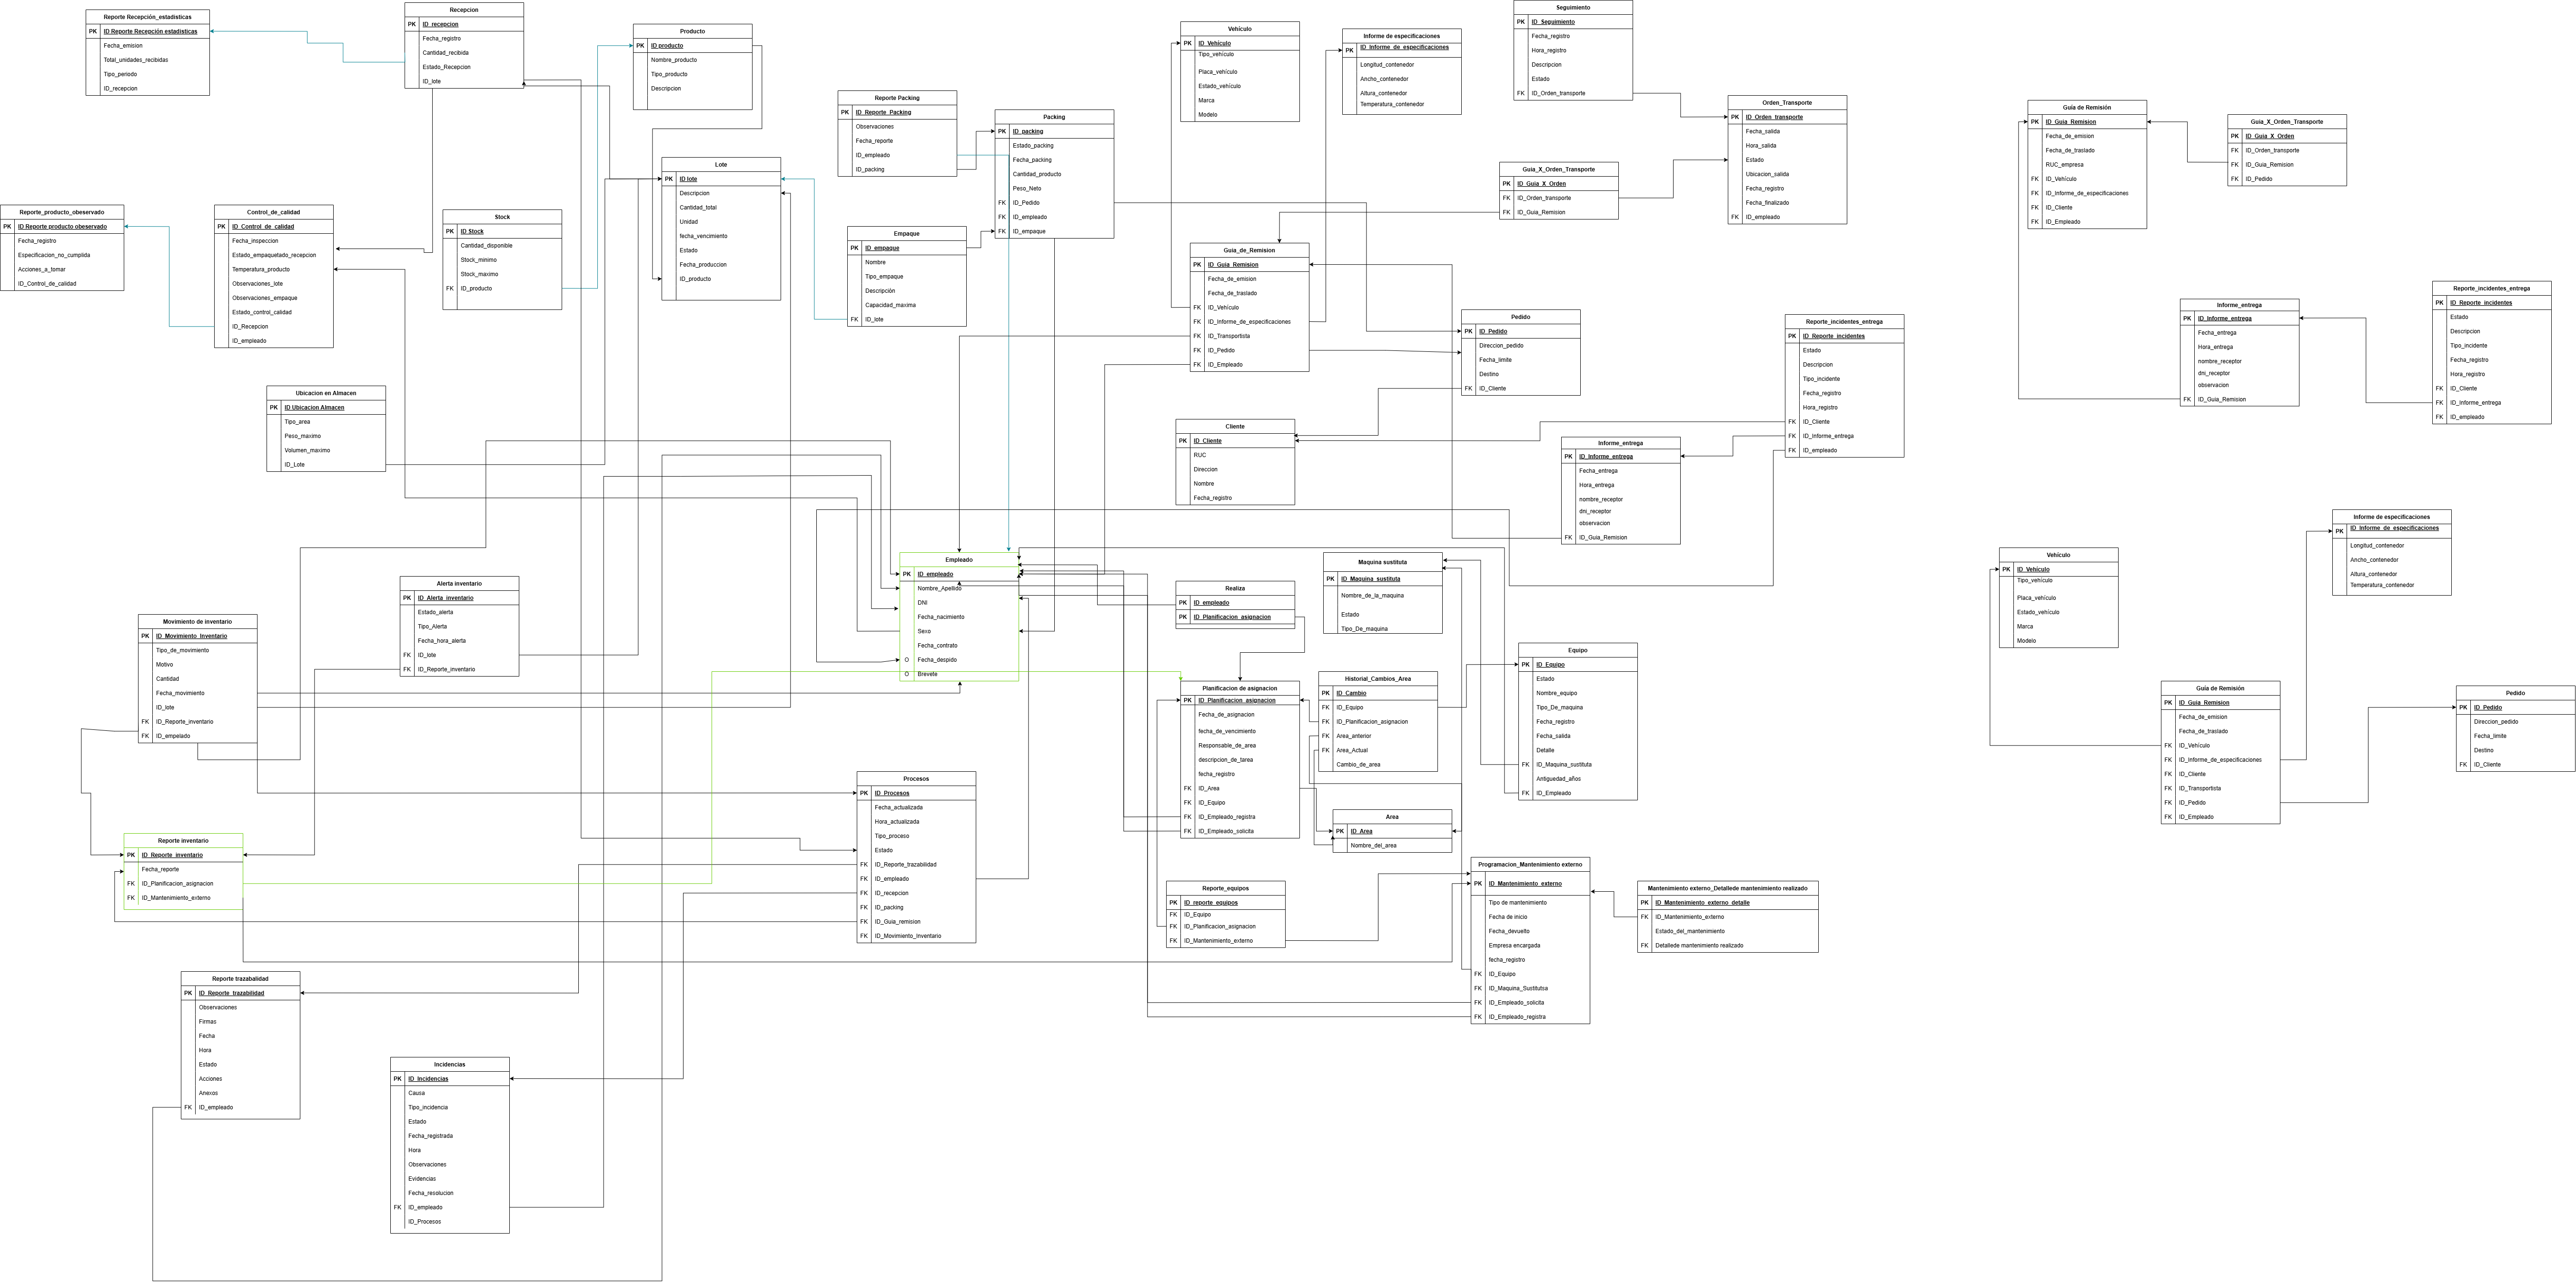 Reporte Recepción_estadisticas
PK ID Reporte Recepción estadisticas
Fecha_emision
Total_unidades_recibidas
Tipo_periodo
ID_recepcion
Recepcion
PK ID_recepcion
Fecha_registro
Cantidad_recibida
Estado_Recepcion
ID_lote
Producto
PK ID producto
Nombre_producto
Tipo_producto
Descripcion
Reporte Packing
PK ID_Reporte_Packing
Observaciones
Fecha_reporte
ID_empleado
ID_packing
Packing
PK ID_packing
Estado_packing
Fecha_packing
Cantidad_producto
Peso_Neto
FK ID_Pedido
FK ID_empleado
FK ID_empaque
Vehículo
PK ID_Vehículo
Tipo_vehículo
Placa_vehículo
Estado_vehículo
Marca
Modelo
Informe de especificaciones
PK ID_Informe_de_especificaciones
Longitud_contenedor
Ancho_contenedor
Altura_contenedor
Temperatura_contenedor
Seguimiento
PK ID_Seguimiento
Fecha_registro
Hora_registro
Descripcion
Estado
FK ID_Orden_transporte
Orden_Transporte
PK ID_Orden_transporte
Fecha_salida
Hora_salida
Estado
Ubicacion_salida
Fecha_registro
Fecha_finalizado
FK ID_empleado
Guía de Remisión
PK ID_Guia_Remision
Fecha_de_emision
Fecha_de_traslado
RUC_empresa
FK ID_Vehículo
FK ID_Informe_de_especificaciones
FK ID_Cliente
FK ID_Empleado
Guia_X_Orden_Transporte
PK ID_Guia_X_Orden
FK ID_Orden_transporte
FK ID_Guia_Remision
FK ID_Pedido
Reporte_producto_obeservado
PK ID Reporte producto obeservado
Fecha_registro
Especificacion_no_cumplida
Acciones_a_tomar
ID_Control_de_calidad
Control_de_calidad
PK ID_Control_de_calidad
Fecha_inspeccion
Estado_empaquetado_recepcion
Temperatura_producto
Observaciones_lote
Observaciones_empaque
Estado_control_calidad
ID_Recepcion
ID_empleado
Stock
PK ID Stock
Cantidad_disponible
Stock_minimo
Stock_maximo
FK ID_producto
Lote
PK ID lote
Descripcion
Cantidad_total
Unidad
fecha_vencimiento
Estado
Fecha_produccion
ID_producto
Empaque
PK ID_empaque
Nombre
Tipo_empaque
Descripción
Capacidad_maxima
FK ID_lote
Guia_X_Orden_Transporte
PK ID_Guia_X_Orden
FK ID_Orden_transporte
FK ID_Guia_Remision
Guia_de_Remision
PK ID_Guia_Remision
Fecha_de_emision
Fecha_de_traslado
FK ID_Vehículo
FK ID_Informe_de_especificaciones
FK ID_Transportista
FK ID_Pedido
FK ID_Empleado
Pedido
PK ID_Pedido
Direccion_pedido
Fecha_limite
Destino
FK ID_Cliente
Reporte_incidentes_entrega
PK ID_Reporte_incidentes
Estado
Descripcion
Tipo_incidente
Fecha_registro
Hora_registro
FK ID_Cliente
FK ID_Informe_entrega
FK ID_empleado
Informe_entrega
PK ID_Informe_entrega
Fecha_entrega
Hora_entrega
nombre_receptor
dni_receptor
observacion
FK ID_Guia_Remision
Reporte_incidentes_entrega
PK ID_Reporte_incidentes
Estado
Descripcion
Tipo_incidente
Fecha_registro
Hora_registro
FK ID_Cliente
FK ID_Informe_entrega
FK ID_empleado
Ubicacion en Almacen
PK ID Ubicacion Almacen
Tipo_area
Peso_maximo
Volumen_maximo
ID_Lote
Cliente
PK ID_Cliente
RUC
Direccion
Nombre
Fecha_registro
Informe_entrega
PK ID_Informe_entrega
Fecha_entrega
Hora_entrega
nombre_receptor
dni_receptor
observacion
FK ID_Guia_Remision
Empleado
PK ID_empleado
Nombre_Apellido
DNI
Fecha_nacimiento
Sexo
Fecha_contrato
O Fecha_despido
O Brevete
Maquina sustituta
PK ID_Maquina_sustituta
Nombre_de_la_maquina
Estado
Tipo_De_maquina
Realiza
PK ID_empleado
PK ID_Planificacion_asignacion
Vehículo
PK ID_Vehículo
Tipo_vehículo
Placa_vehículo
Estado_vehículo
Marca
Modelo
Informe de especificaciones
PK ID_Informe_de_especificaciones
Longitud_contenedor
Ancho_contenedor
Altura_contenedor
Temperatura_contenedor
Alerta inventario
PK ID_Alerta_inventario
Estado_alerta
Tipo_Alerta
Fecha_hora_alerta
FK ID_lote
FK ID_Reporte_inventario
Movimiento de inventario
PK ID_Movimiento_Inventario
Tipo_de_movimiento
Motivo
Cantidad
Fecha_movimiento
ID_lote
FK ID_Reporte_inventario
FK ID_empelado
Planificacion de asignacion
PK ID_Planificacion_asignacion
Fecha_de_asignacion
fecha_de_vencimiento
Responsable_de_area
descripcion_de_tarea
fecha_registro
FK ID_Area
FK ID_Equipo
FK ID_Empleado_registra
FK ID_Empleado_solicita
Historial_Cambios_Area
PK ID_Cambio
FK ID_Equipo
FK ID_Planificacion_asignacion
FK Area_anterior
FK Area_Actual
Cambio_de_area
Equipo
PK ID_Equipo
Estado
Nombre_equipo
Tipo_De_maquina
Fecha_registro
Fecha_salida
Detalle
FK ID_Maquina_sustituta
Antiguedad_años
FK ID_Empleado
Guía de Remisión
PK ID_Guia_Remision
Fecha_de_emision
Fecha_de_traslado
FK ID_Vehículo
FK ID_Informe_de_especificaciones
FK ID_Cliente
FK ID_Transportista
FK ID_Pedido
FK ID_Empleado
Pedido
PK ID_Pedido
Direccion_pedido
Fecha_limite
Destino
FK ID_Cliente
Procesos
PK ID_Procesos
Fecha_actualizada
Hora_actualizada
Tipo_proceso
Estado
FK ID_Reporte_trazabilidad
FK ID_empleado
FK ID_recepcion
FK ID_packing
FK ID_Guia_remision
FK ID_Movimiento_Inventario
Area
PK ID_Area
Nombre_del_area
Reporte inventario
PK ID_Reporte_inventario
Fecha_reporte
FK ID_Planificacion_asignacion
FK ID_Mantenimiento_externo
Reporte_equipos
PK ID_reporte_equipos
FK ID_Equipo
FK ID_Planificacion_asignacion
FK ID_Mantenimiento_externo
Programacion_Mantenimiento externo
PK ID_Mantenimiento_externo
Tipo de mantenimiento
Fecha de inicio
Fecha_devuelto
Empresa encargada
fecha_registro
FK ID_Equipo
FK ID_Maquina_Sustitutsa
FK ID_Empleado_solicita
FK ID_Empleado_registra
Mantenimiento externo_Detallede mantenimiento realizado
PK ID_Mantenimiento_externo_detalle
FK ID_Mantenimiento_externo
Estado_del_mantenimiento
FK Detallede mantenimiento realizado
Reporte trazabalidad
PK ID_Reporte_trazabilidad
Observaciones
Firmas
Fecha
Hora
Estado
Acciones
Anexos
FK ID_empleado
Incidencias
PK ID_Incidencias
Causa
Tipo_incidencia
Estado
Fecha_registrada
Hora
Observaciones
Evidencias
Fecha_resolucion
FK ID_empleado
ID_Procesos